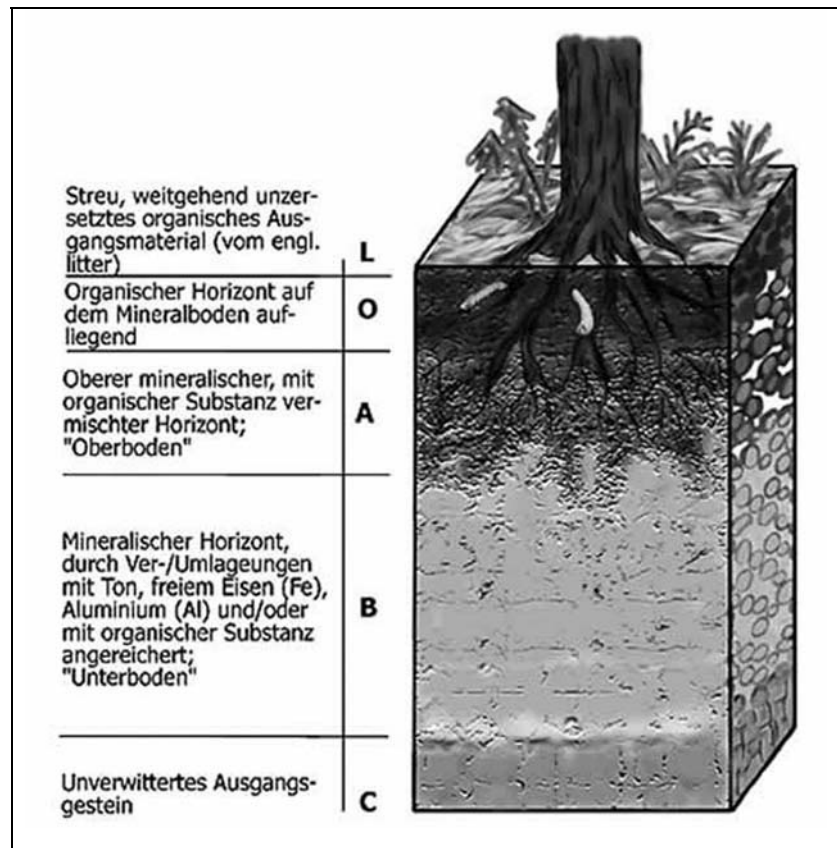 Streu, weitgehend unzer-
setztes organisches Aus-
gangsmaterial (vom engl.
litter)
L
Organischer Horizont auf
dem Mineralboden auf-
liegend
O
Oberer mineralischer, mit
organischer Substanz ver-
mischter Horizont;
"Oberboden"
A
Mineralischer Horizont,
durch Ver-/Umlageungen
mit Ton, freiem Eisen (Fe),
Aluminium (Al) und/oder
mit organischer Substanz
angereichert;
"Unterboden"
B
Unverwittertes Ausgangs-
gestein
C